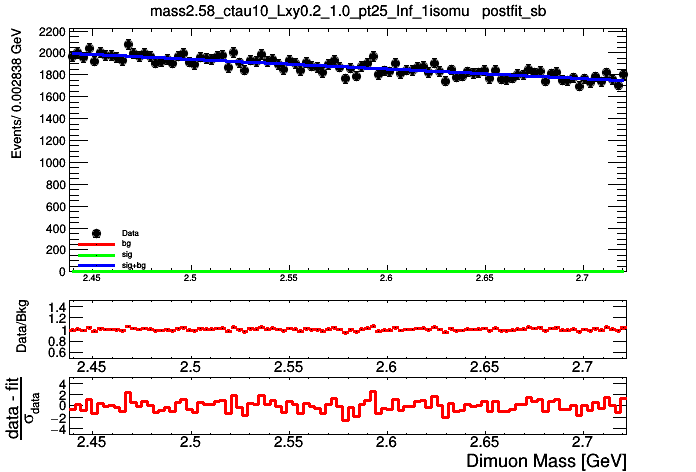 mass2.58_ctau10_Lxy0.2_1.0_pt25_Inf_1isomu postfit_sb
Events/ 0.002838 GeV
2200
2000
1800
1600
1400
1200
1000
800
600
400
200
0
Data
bg
sig
sig+bg
2.45 2.5 2.55 2.6 2.65 2.7
Data/Bkg
1.4
1.2
1
0.8
0.6
2.45 2.5 2.55 2.6 2.65 2.7
data - fit
σdata
4
2
0
−2
−4
2.45 2.5 2.55 2.6 2.65 2.7
Dimuon Mass [GeV]